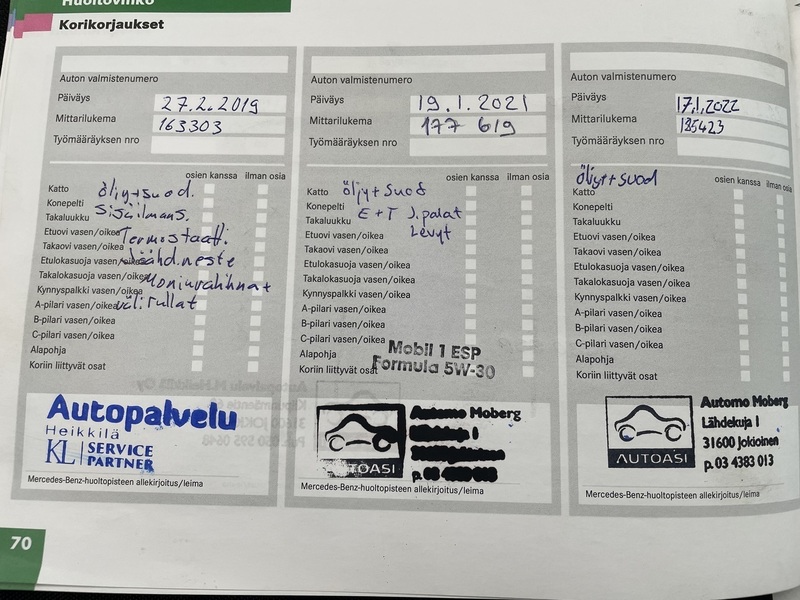 Huoltovihko
Korikorjaukset
Auton valmistenumero
Päiväys 27.2.2019
Mittarilukema 163303
Työmääräyksen nro
osien kanssa ilman osia
Katto öljy+suod.
Konepelti
Takaluukku Sisäilmans.
Etuovi vasen/oikea Termostaatti.
Takaovi vasen/oikea
Etulokasuoja vasen/oikea Jäähd.neste
Takalokasuoja vasen/oikea Moniurahihnat
Kynnyspalkki vasen/oikea
A-pilari vasen/oikea välirullat
B-pilari vasen/oikea
C-pilari vasen/oikea
Alapohja
Koriin liittyvät osat
Autopalvelu
Heikkilä
KL SERVICE
PARTNER
Mercedes-Benz-huoltopisteen allekirjoitus/leima
Auton valmistenumero
Päiväys 19.1.2021
Mittarilukema 177 619
Työmääräyksen nro
osien kanssa ilman osia
Katto öljy+suod
Konepelti
Takaluukku E+T J.palat
Etuovi vasen/oikea Levyt
Takaovi vasen/oikea
Etulokasuoja vasen/oikea
Takalokasuoja vasen/oikea
Kynnyspalkki vasen/oikea
A-pilari vasen/oikea
B-pilari vasen/oikea
C-pilari vasen/oikea
Alapohja
Mobil 1 ESP
Koriin liittyvät osat
Formula 5W-30
Automo Moberg
AUTOASI
Mercedes-Benz-huoltopisteen allekirjoitus/leima
Auton valmistenumero
Päiväys 17.1.2022
Mittarilukema 185423
Työmääräyksen nro
öljyt+suod
osien kanssa ilman osia
Katto
Konepelti
Takaluukku
Etuovi vasen/oikea
Takaovi vasen/oikea
Etulokasuoja vasen/oikea
Takalokasuoja vasen/oikea
Kynnyspalkki vasen/oikea
A-pilari vasen/oikea
B-pilari vasen/oikea
C-pilari vasen/oikea
Alapohja
Koriin liittyvät osat
Automo Moberg
Lähdekuja 1
31600 Jokioinen
p. 03 4383 013
AUTOASI
Mercedes-Benz-huoltopisteen allekirjoitus/leima
70